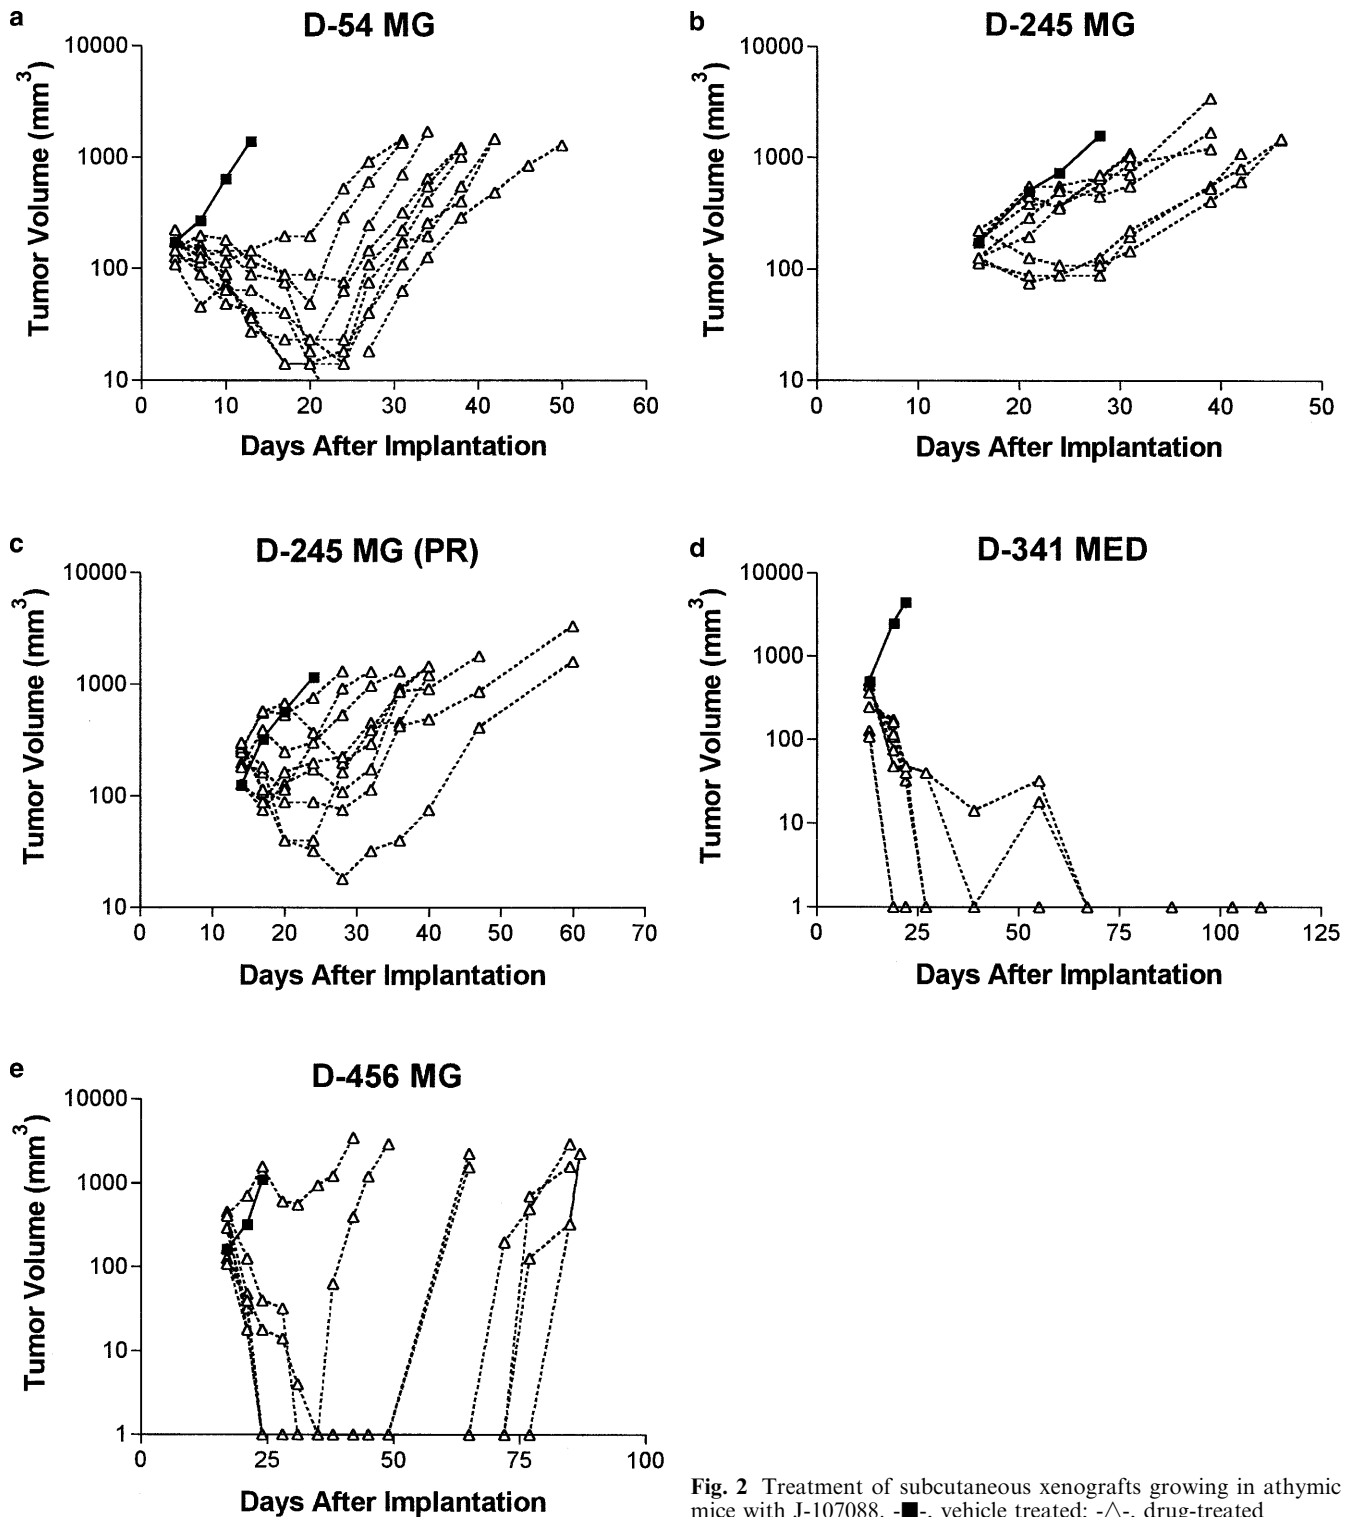 a
D-54 MG
10000
1000
100
10
Tumor Volume (mm³)
0 10 20 30 40 50 60
Days After Implantation
b
D-245 MG
10000
1000
100
10
Tumor Volume (mm³)
0 10 20 30 40 50
Days After Implantation
c
D-245 MG (PR)
10000
1000
100
10
Tumor Volume (mm³)
0 10 20 30 40 50 60 70
Days After Implantation
d
D-341 MED
10000
1000
100
10
1
Tumor Volume (mm³)
0 25 50 75 100 125
Days After Implantation
e
D-456 MG
10000
1000
100
10
1
Tumor Volume (mm³)
0 25 50 75 100
Days After Implantation
Fig. 2 Treatment of subcutaneous xenografts growing in athymic
mice with J-107088. -■-, vehicle treated; -△-, drug-treated